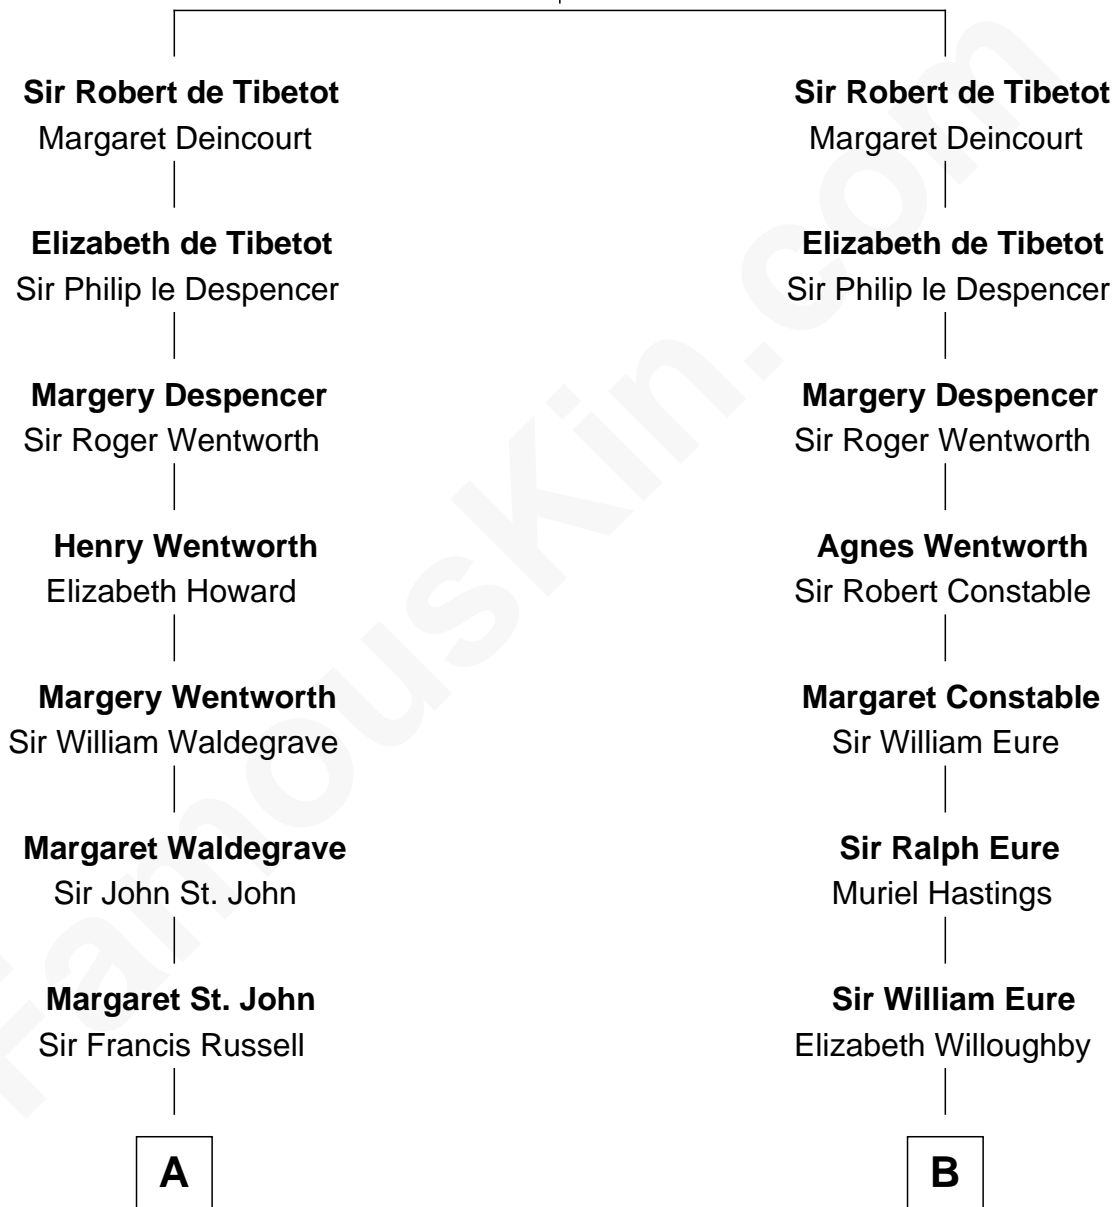 Sir Robert de Tibetot
Margaret Deincourt
Elizabeth de Tibetot
Sir Philip le Despencer
Margery Despencer
Sir Roger Wentworth
Henry Wentworth
Elizabeth Howard
Margery Wentworth
Sir William Waldegrave
Margaret Waldegrave
Sir John St. John
Margaret St. John
Sir Francis Russell
A
Sir Robert de Tibetot
Margaret Deincourt
Elizabeth de Tibetot
Sir Philip le Despencer
Margery Despencer
Sir Roger Wentworth
Agnes Wentworth
Sir Robert Constable
Margaret Constable
Sir William Eure
Sir Ralph Eure
Muriel Hastings
Sir William Eure
Elizabeth Willoughby
B
FamousKin.com